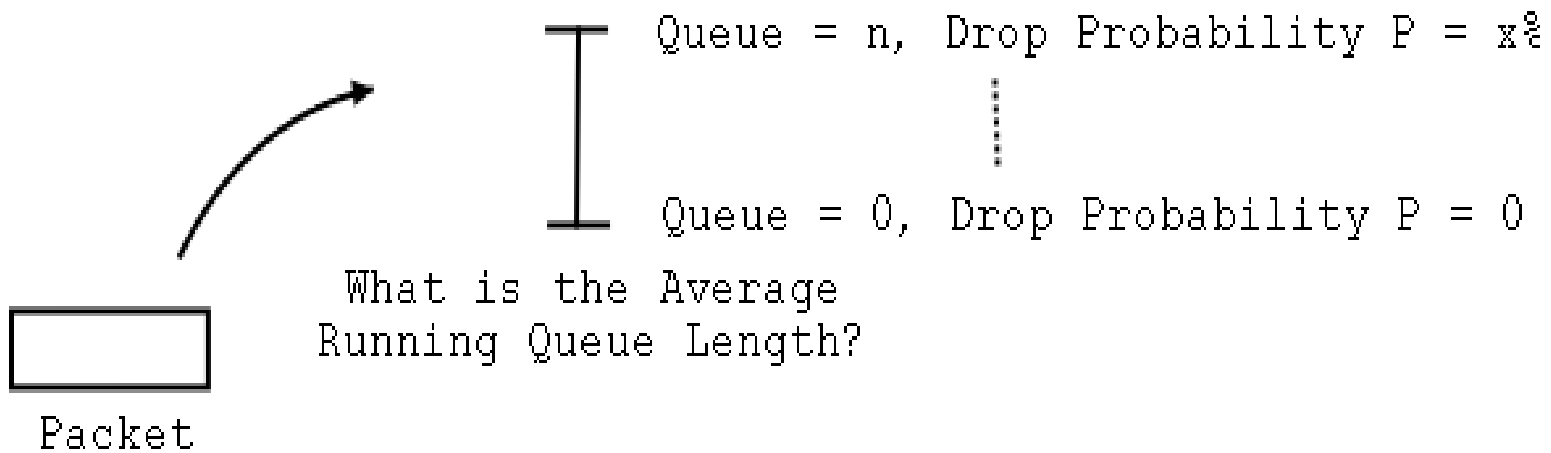 Queue = n, Drop Probability P = x%
Queue = 0, Drop Probability P = 0
What is the Average
Running Queue Length?
Packet